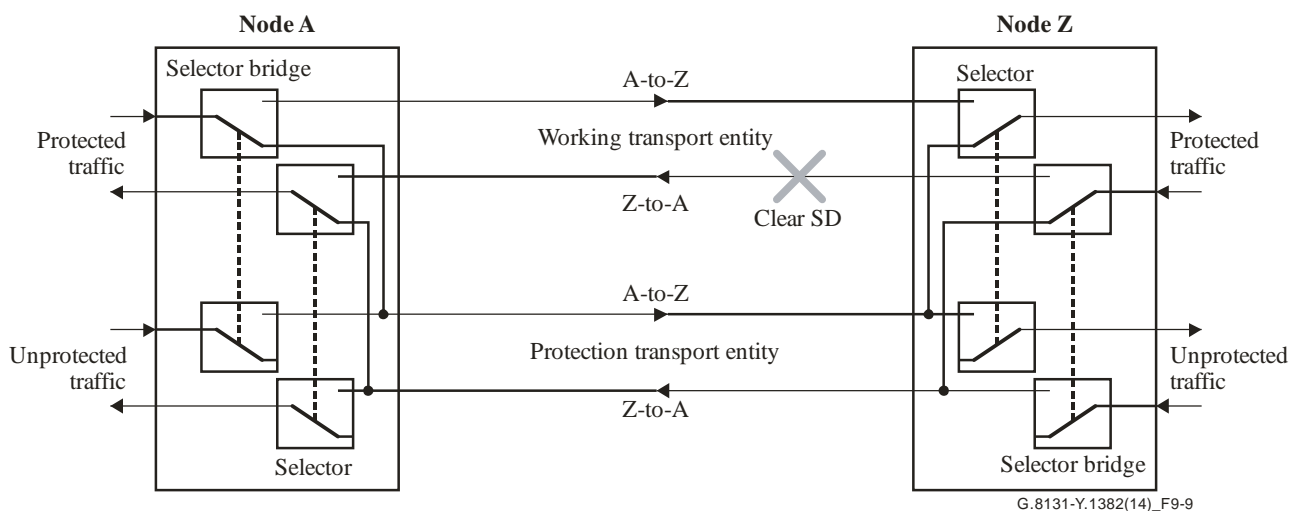 Node A
Node Z
Selector bridge
A-to-Z
Selector
Protected
traffic
Working transport entity
Protected
traffic
Z-to-A
Clear SD
A-to-Z
Unprotected
traffic
Protection transport entity
Unprotected
traffic
Z-to-A
Selector
Selector bridge
G.8131-Y.1382(14)_F9-9